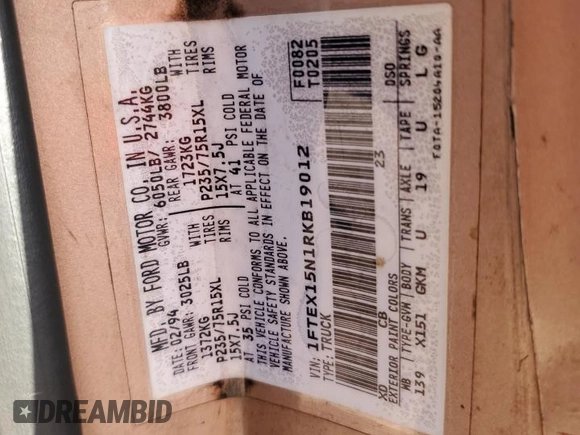 MFD. BY FORD MOTOR CO. IN U.S.A.
DATE: 02/94 GVWR: 6050LB/ 2744KG
FRONT GAWR: 3025LB REAR GAWR: 3800LB
1372KG WITH 1723KG WITH
P235/75R15XL TIRES P235/75R15XL TIRES
15X7.5J RIMS 15X7.5J RIMS
AT 35 PSI COLD AT 41 PSI COLD
THIS VEHICLE CONFORMS TO ALL APPLICABLE FEDERAL MOTOR
VEHICLE SAFETY STANDARDS IN EFFECT ON THE DATE OF
MANUFACTURE SHOWN ABOVE.
VIN: 1FTEX15N1RKB19012
TYPE: TRUCK
F0082
T0205
XD CB 23
EXTERIOR PAINT COLORS DSO
WB TYPE-GVW BODY TRANS AXLE TAPE SPRINGS
139 X151 GKM U 19 U L G
F0TA-15204A10-AA
DREAMBID